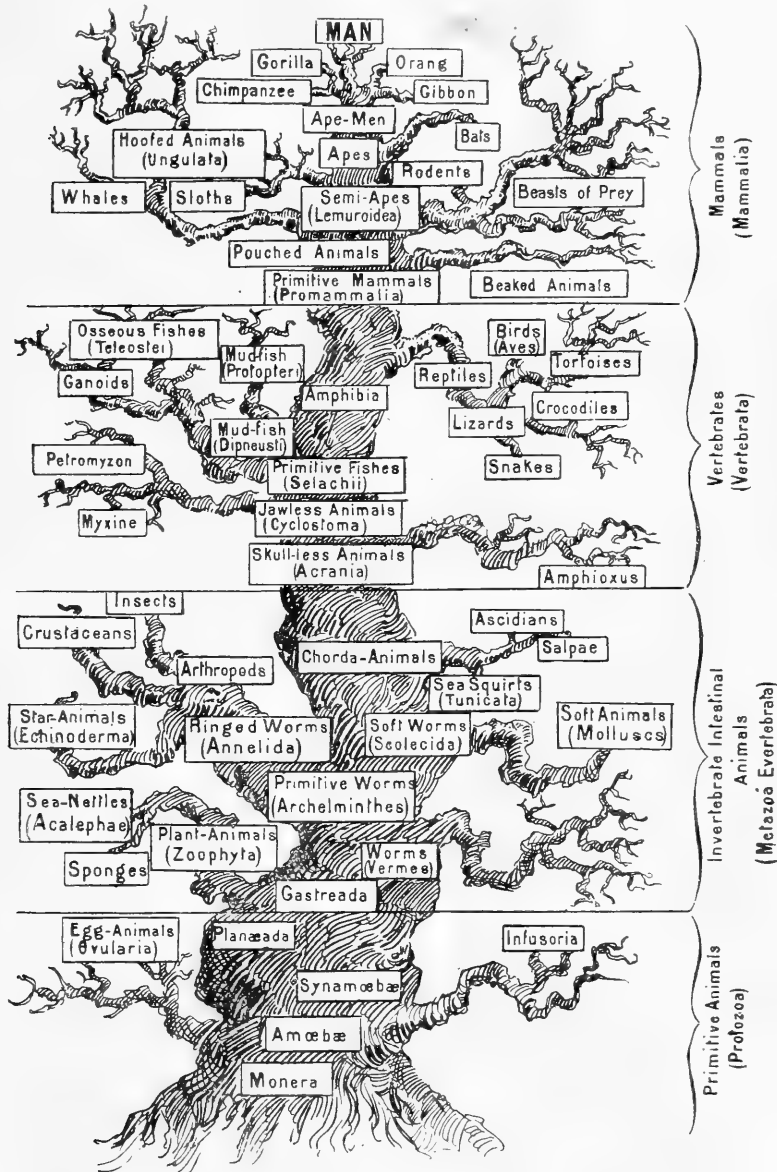 MAN
Gorilla
Orang
Chimpanzee
Gibbon
Ape-Men
Bats
Hoofed Animals
(Ungulata)
Apes
Rodents
Whales
Sloths
Semi-Apes
(Lemuroidea)
Beasts of Prey
Pouched Animals
Primitive Mammals
(Promammalia)
Beaked Animals
Mammals
(Mammalia)
Osseous Fishes
(Teleostei)
Mud-fish
(Protopteri)
Birds
(Aves)
Tortoises
Ganoids
Reptiles
Amphibia
Crocodiles
Lizards
Mud-fish
(Dipneusti)
Snakes
Petromyzon
Primitive Fishes
(Selachii)
Myxine
Jawless Animals
(Cyclostoma)
Skull-less Animals
(Acrania)
Amphioxus
Vertebrates
(Vertebrata)
Insects
Ascidians
Crustaceans
Salpae
Arthropods
Chorda-Animals
Sea Squirts
(Tunicata)
Star-Animals
(Echinoderma)
Ringed Worms
(Annelida)
Soft Worms
(Scolecida)
Soft Animals
(Molluscs)
Primitive Worms
(Archelminthes)
Sea-Nettles
(Acalephae)
Plant-Animals
(Zoophyta)
Sponges
Worms
(Vermes)
Gastreada
Invertebrate Intestinal
Animals
(Metazoa Evertebrata)
Egg-Animals
(Ovularia)
Planæada
Infusoria
Synamœbæ
Amœbæ
Monera
Primitive Animals
(Protozoa)